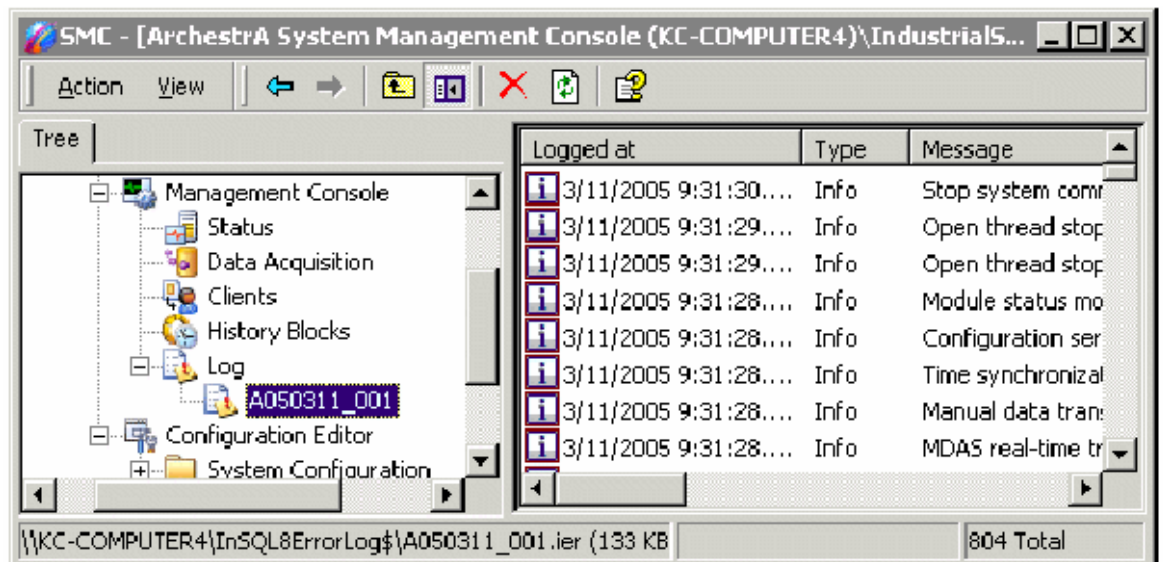 SMC - [ArchestrA System Management Console (KC-COMPUTER4)\IndustrialS...
Action View
Tree
Management Console
Status
Data Acquisition
Clients
History Blocks
Log
A050311_001
Configuration Editor
System Configuration
Logged at Type Message
3/11/2005 9:31:30.... Info Stop system comm
3/11/2005 9:31:29.... Info Open thread stop
3/11/2005 9:31:29.... Info Open thread stop
3/11/2005 9:31:28.... Info Module status mo
3/11/2005 9:31:28.... Info Configuration ser
3/11/2005 9:31:28.... Info Time synchronizat
3/11/2005 9:31:28.... Info Manual data trans
3/11/2005 9:31:28.... Info MDAS real-time tr
\\KC-COMPUTER4\InSQL8ErrorLog$\A050311_001.ier (133 KB
804 Total